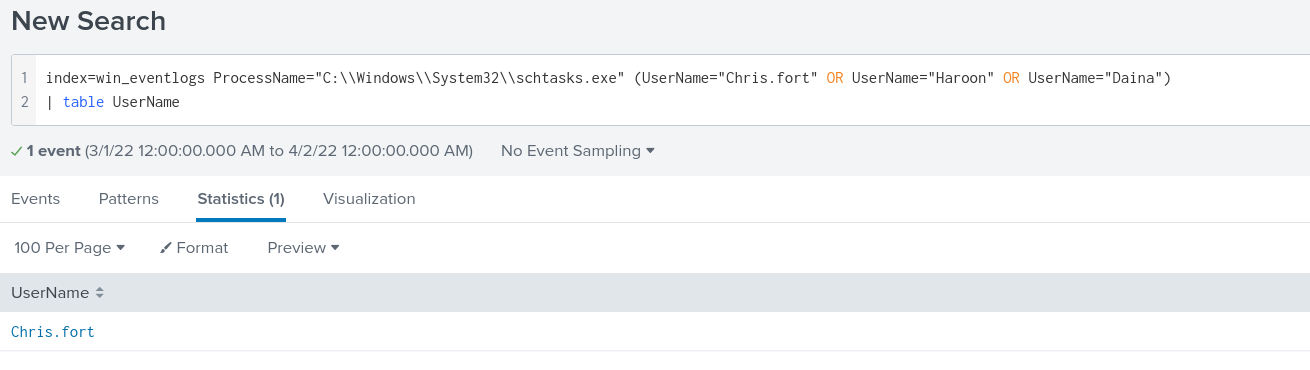 New Search
1 index=win_eventlogs ProcessName="C:\\Windows\\System32\\schtasks.exe" (UserName="Chris.fort" OR UserName="Haroon" OR UserName="Daina")
2 | table UserName
1 event (3/1/22 12:00:00.000 AM to 4/2/22 12:00:00.000 AM) No Event Sampling
Events Patterns Statistics (1) Visualization
100 Per Page Format Preview
UserName
Chris.fort